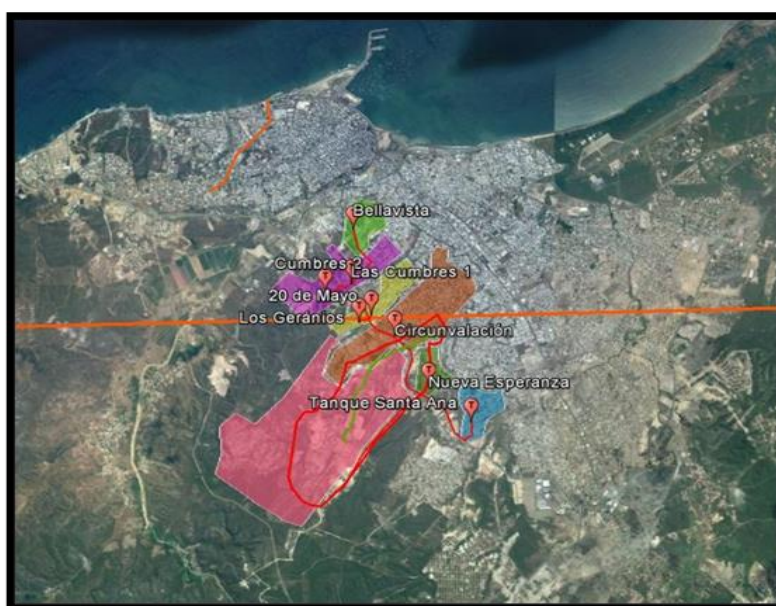 Bellavista
Cumbres 2
Las Cumbres 1
20 de Mayo
Los Geranios
Circunvalación
Nueva Esperanza
Tanque Santa Ana